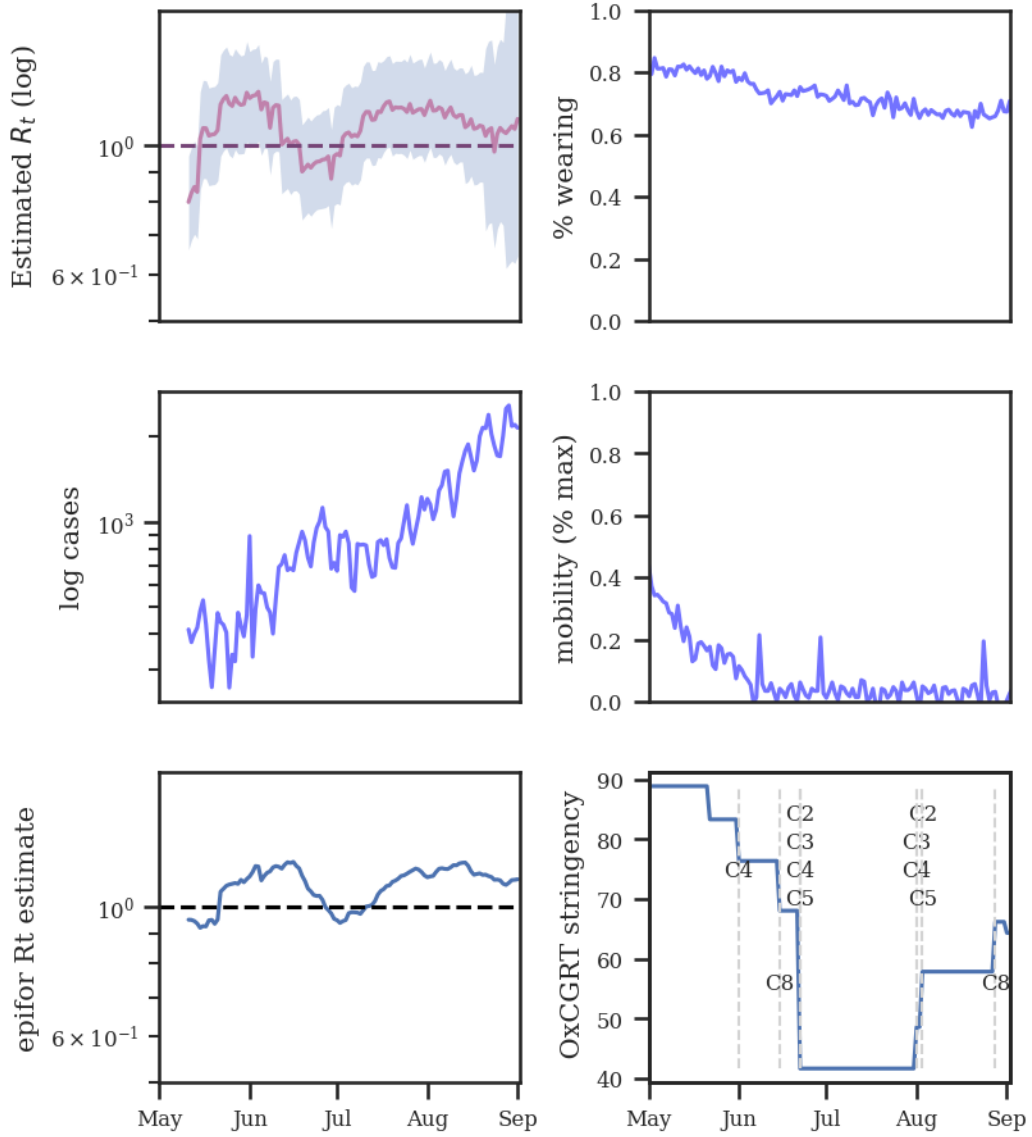 Estimated R_t (log)
10^0
6 × 10^−1
% wearing
1.0
0.8
0.6
0.4
0.2
0.0
log cases
10^3
mobility (% max)
1.0
0.8
0.6
0.4
0.2
0.0
epifor Rt estimate
10^0
6 × 10^−1
May Jun Jul Aug Sep
OxCGRT stringency
90
80
70
60
50
40
C4
C8
C2
C3
C4
C5
C2
C3
C4
C5
C8
May Jun Jul Aug Sep